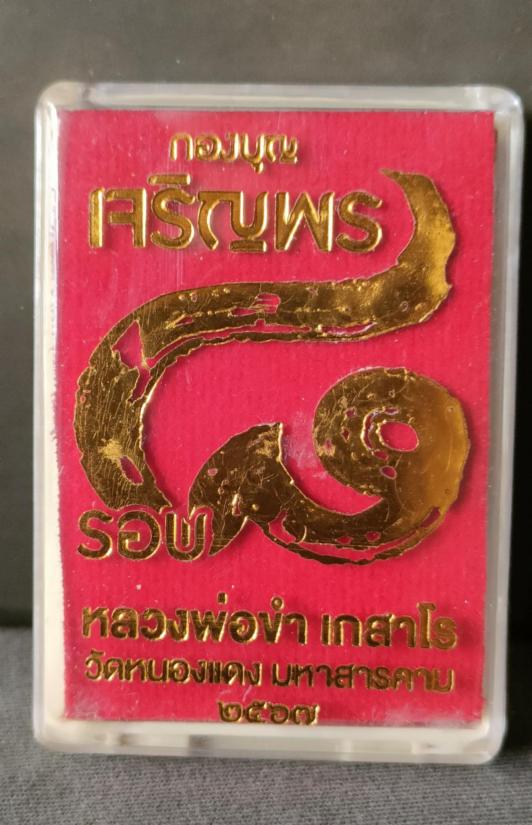 กองบุญ
เจริญพร
๘
รอบ
หลวงพ่อขำ เกสาโร
วัดหนองแดง มหาสารคาม
๒๕๖๗